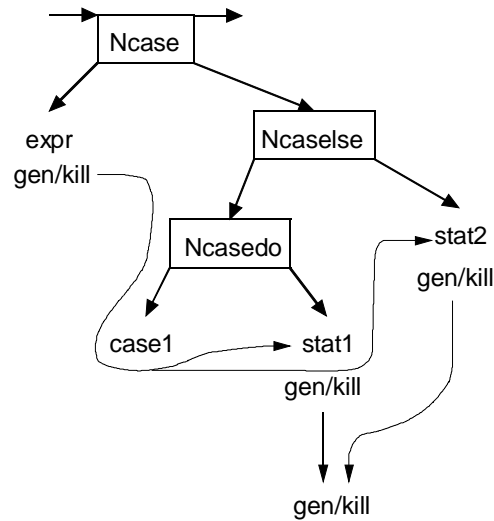 Ncase
expr
gen/kill
Ncaselse
Ncasedo
stat2
gen/kill
case1
stat1
gen/kill
gen/kill